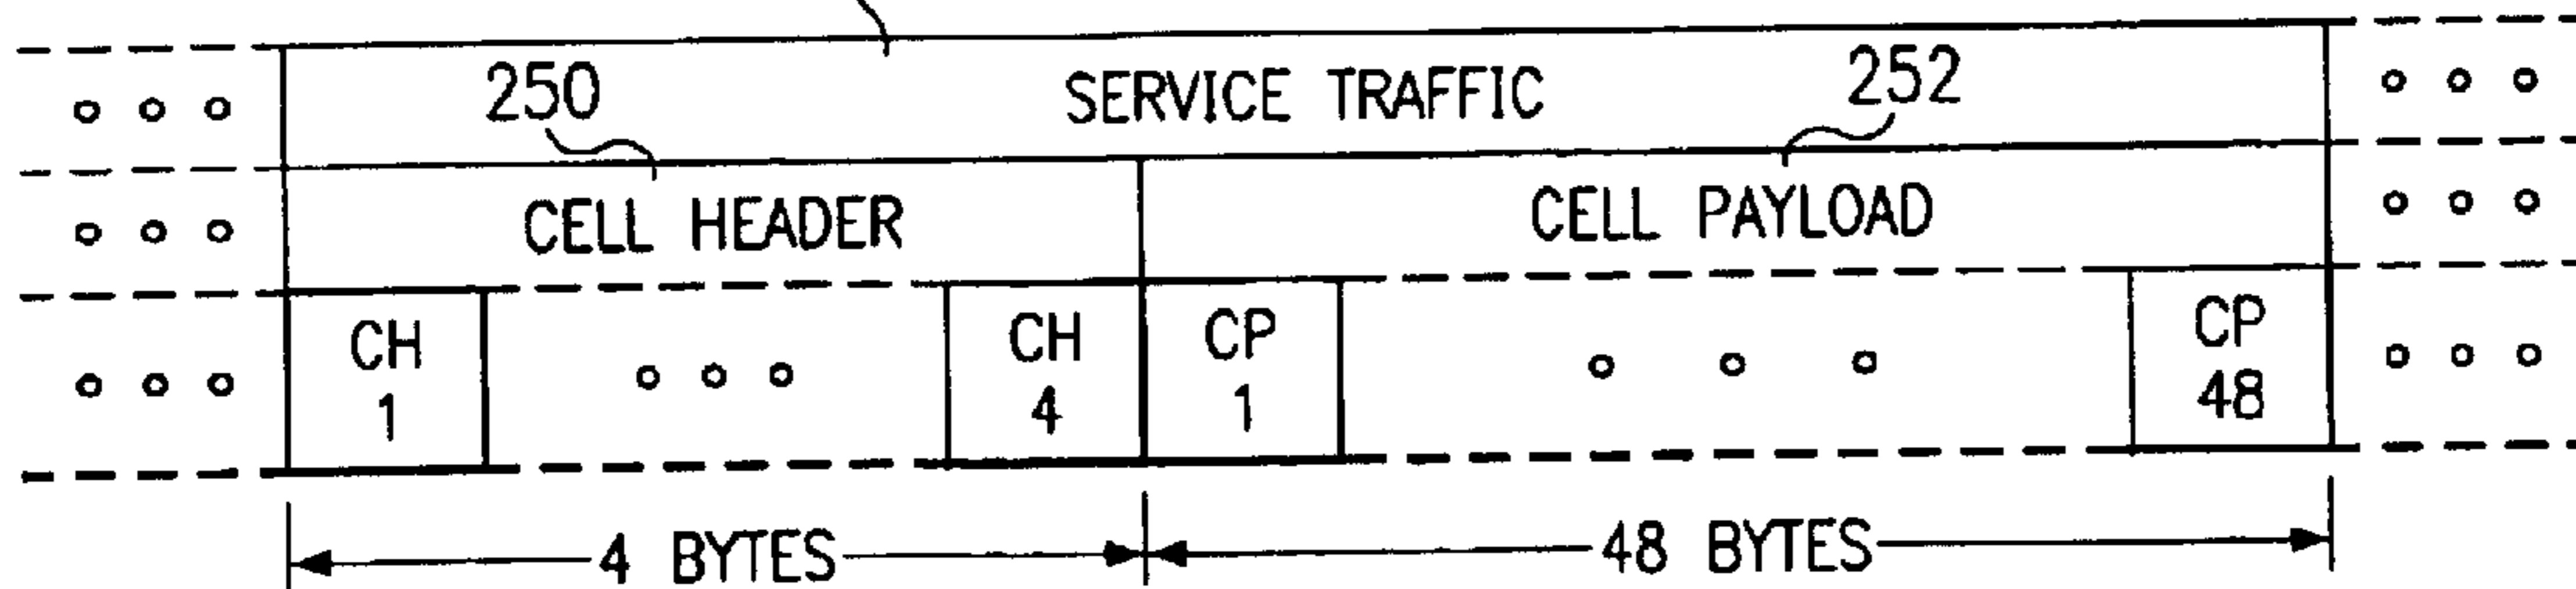 SERVICE TRAFFIC
250
252
CELL HEADER
CELL PAYLOAD
CH 1
CH 4
CP 1
CP 48
4 BYTES
48 BYTES